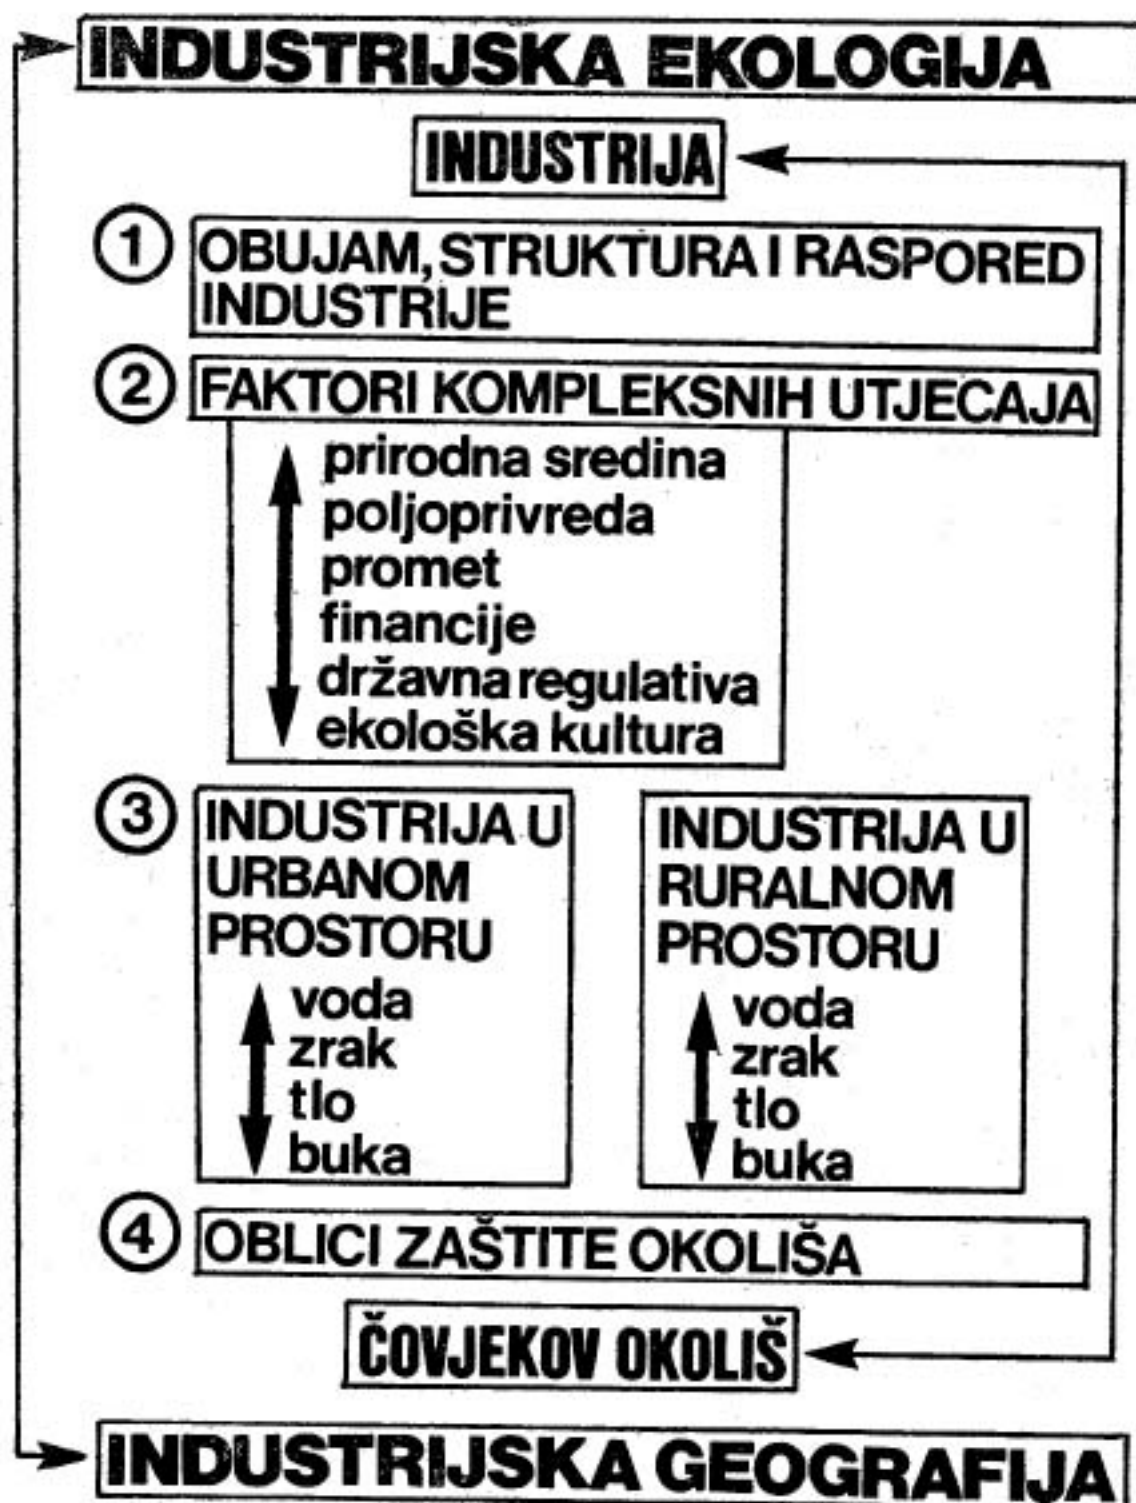 INDUSTRIJSKA EKOLOGIJA
INDUSTRIJA
1 OBUJAM, STRUKTURA I RASPORED
INDUSTRIJE
2 FAKTORI KOMPLEKSNIH UTJECAJA
prirodna sredina
poljoprivreda
promet
financije
državna regulativa
ekološka kultura
3 INDUSTRIJA U
URBANOM
PROSTORU
voda
zrak
tlo
buka
INDUSTRIJA U
RURALNOM
PROSTORU
voda
zrak
tlo
buka
4 OBLICI ZAŠTITE OKOLIŠA
ČOVJEKOV OKOLIŠ
INDUSTRIJSKA GEOGRAFIJA